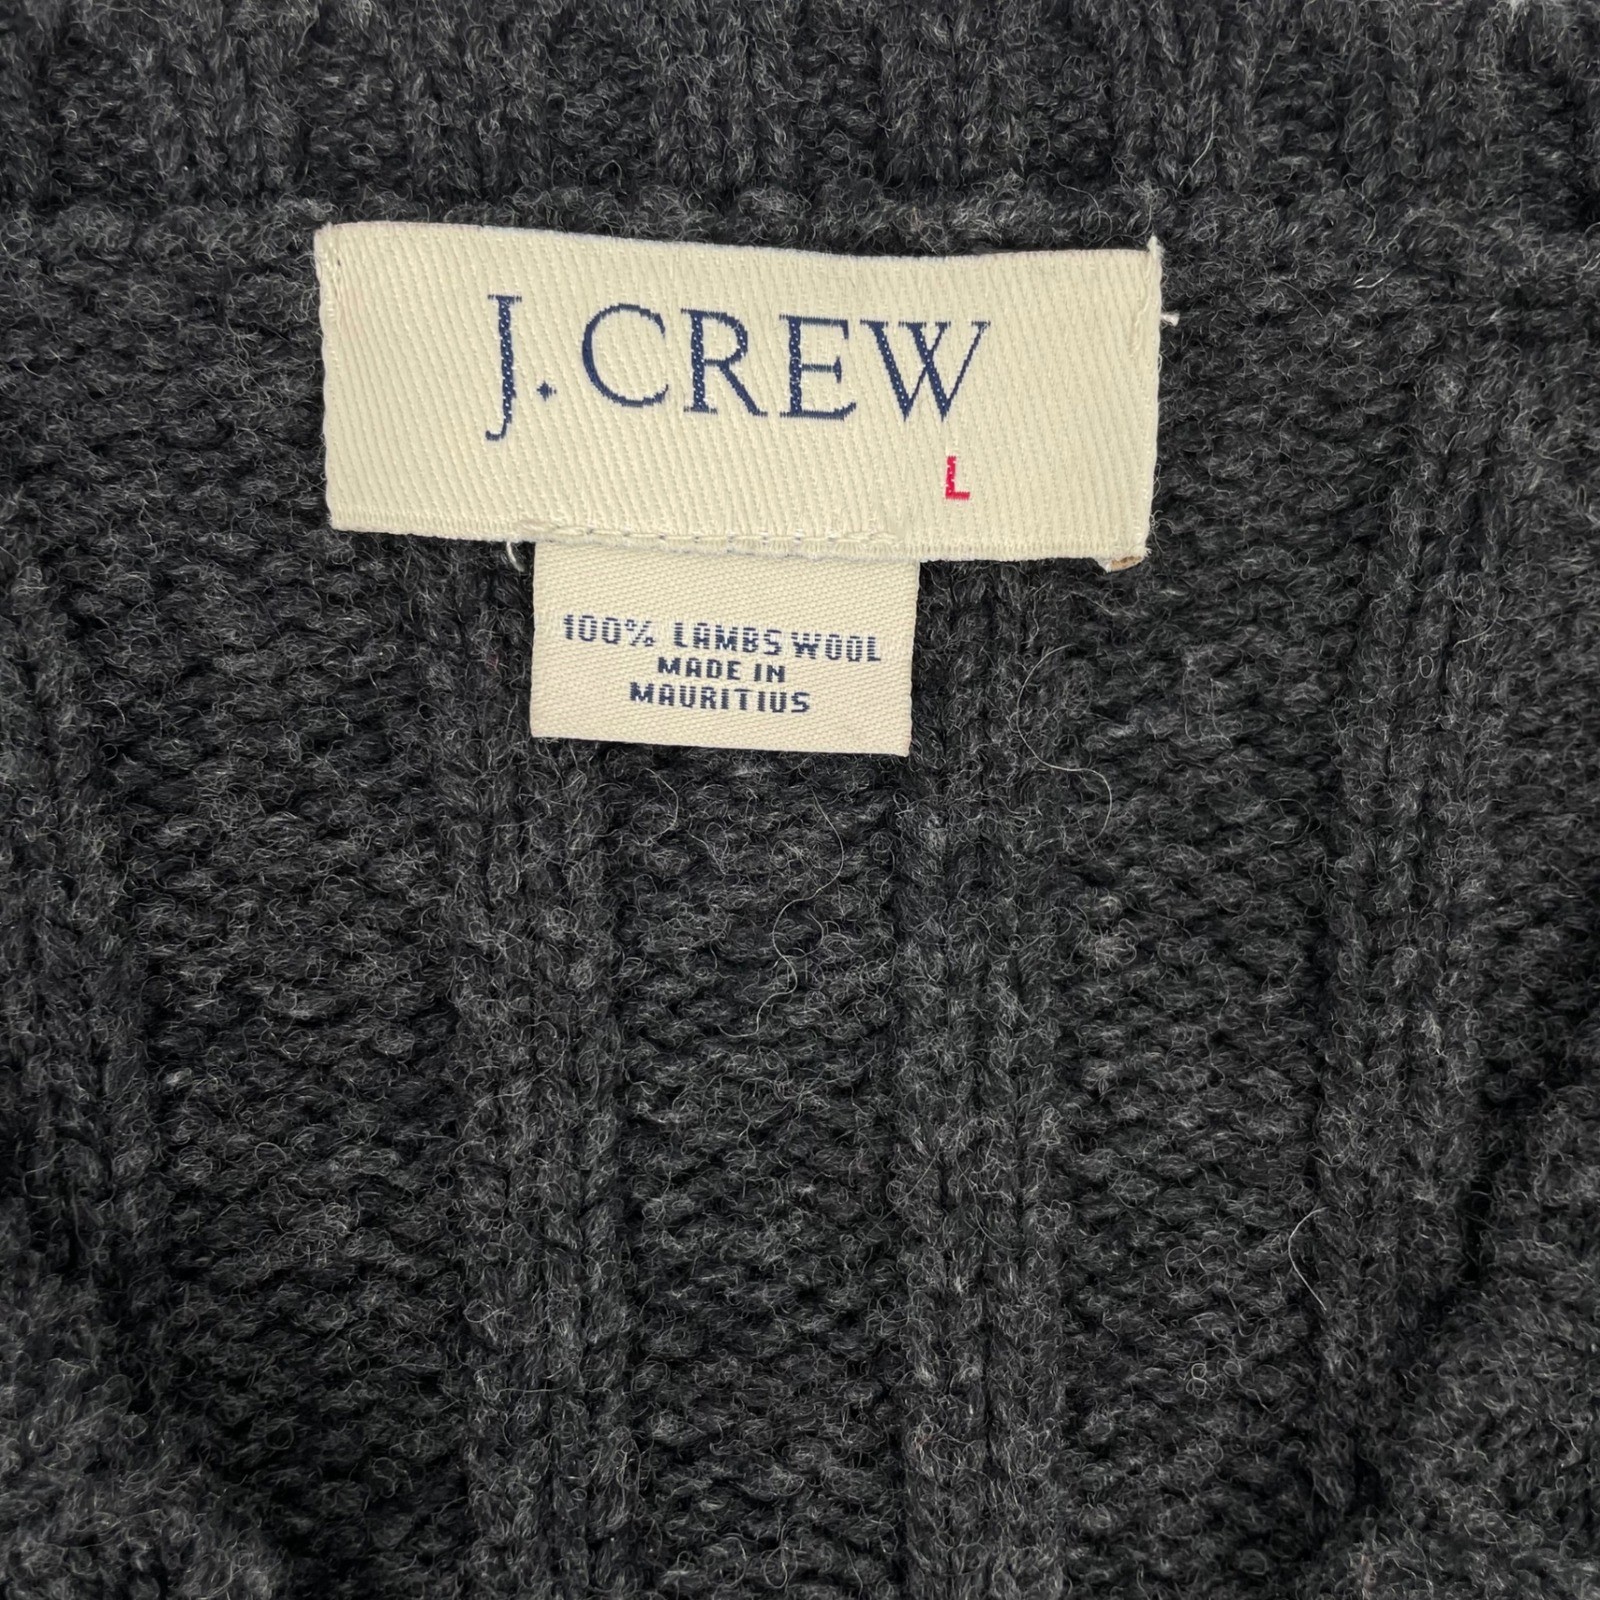 J.CREW
L
100% LAMBS WOOL
MADE IN
MAURITIUS